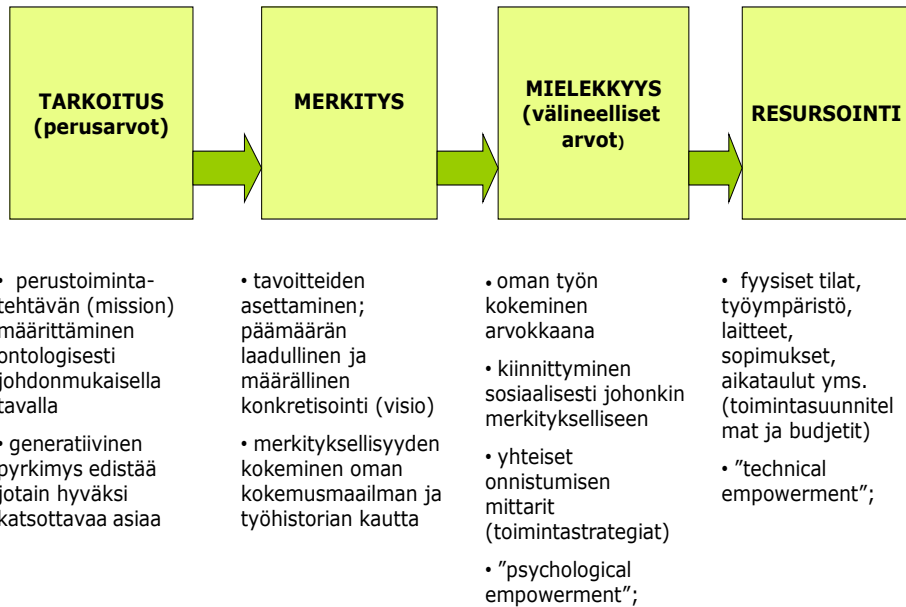 TARKOITUS
(perusarvot)
MERKITYS
MIELEKKYYS
(välineelliset
arvot)
RESURSOINTI
• perustoiminta-
tehtävän (mission)
määrittäminen
ontologisesti
johdonmukaisella
tavalla
• generatiivinen
pyrkimys edistää
jotain hyväksi
katsottavaa asiaa
• tavoitteiden
asettaminen;
päämäärän
laadullinen ja
määrällinen
konkretisointi (visio)
• merkityksellisyyden
kokeminen oman
kokemusmaailman ja
työhistorian kautta
• oman työn
kokeminen
arvokkaana
• kiinnittyminen
sosiaalisesti johonkin
merkitykselliseen
• yhteiset
onnistumisen
mittarit
(toimintastrategiat)
• ”psychological
empowerment”;
• fyysiset tilat,
työympäristö,
laitteet,
sopimukset,
aikataulut yms.
(toimintasuunnitel
mat ja budjetit)
• ”technical
empowerment”;